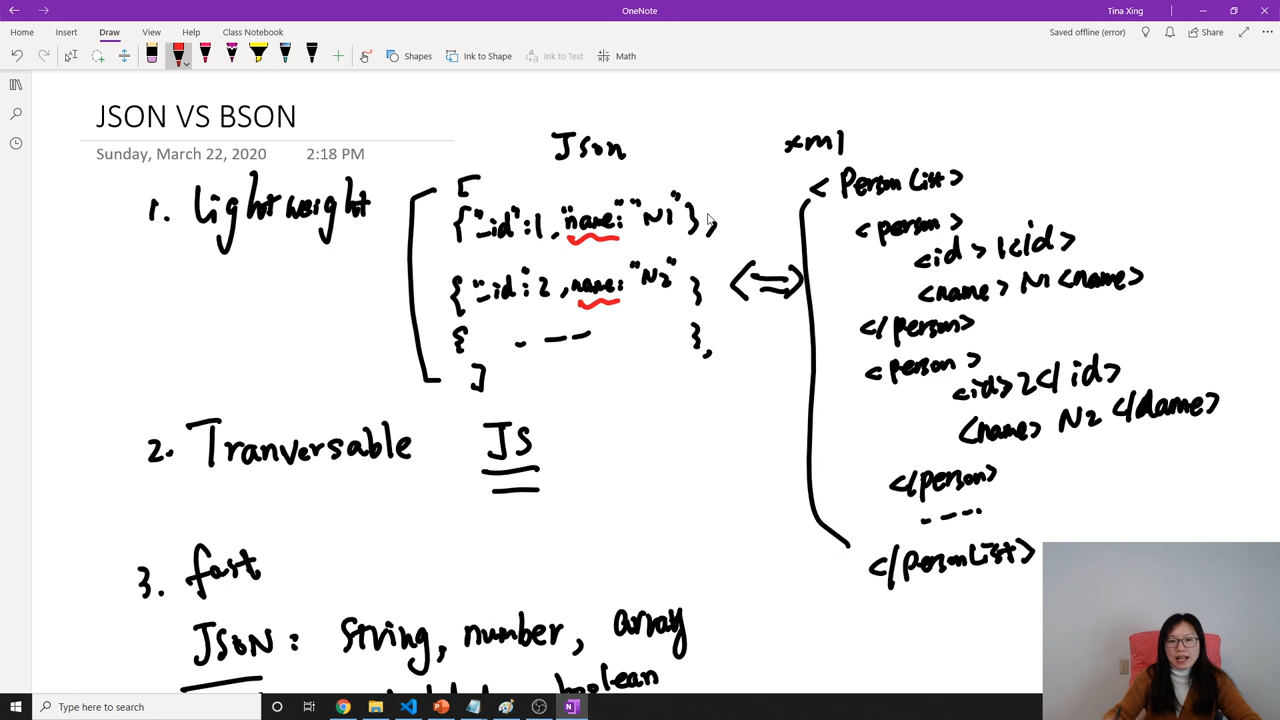 OneNote
Tina Xing
Home Insert Draw View Help Class Notebook
Saved offline (error) Share
Shapes Ink to Shape Ink to Text Math
JSON VS BSON
Sunday, March 22, 2020 2:18 PM
1. lightweight
Json
[
{"_id":1,"name:""N1"},
{"_id":2,name:"N2"}
{ . --- },
]
<=>
xml
<PersonList>
<person>
<id>1<id>
<name>N1<name>
</person>
<person>
<id>2</id>
<name>N2</dame>
</person>
----
</personList>
2. Tranversable JS
3. fast
JSON: string, number, array
boolean
Type here to search